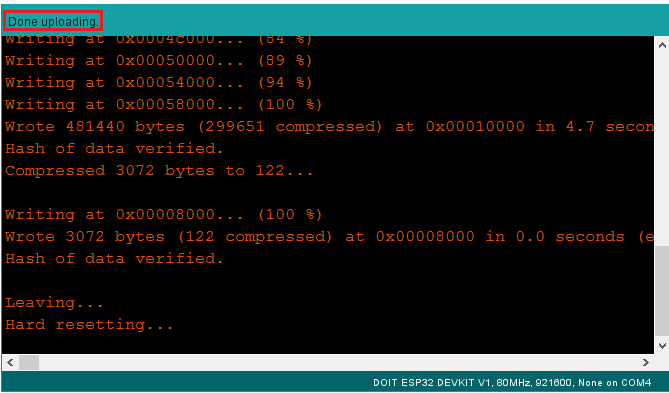 Done uploading.
Writing at 0x0004c000... (84 %)
Writing at 0x00050000... (89 %)
Writing at 0x00054000... (94 %)
Writing at 0x00058000... (100 %)
Wrote 481440 bytes (299651 compressed) at 0x00010000 in 4.7 secon
Hash of data verified.
Compressed 3072 bytes to 122...
Writing at 0x00008000... (100 %)
Wrote 3072 bytes (122 compressed) at 0x00008000 in 0.0 seconds (e
Hash of data verified.
Leaving...
Hard resetting...
DOIT ESP32 DEVKIT V1, 80MHz, 921600, None on COM4